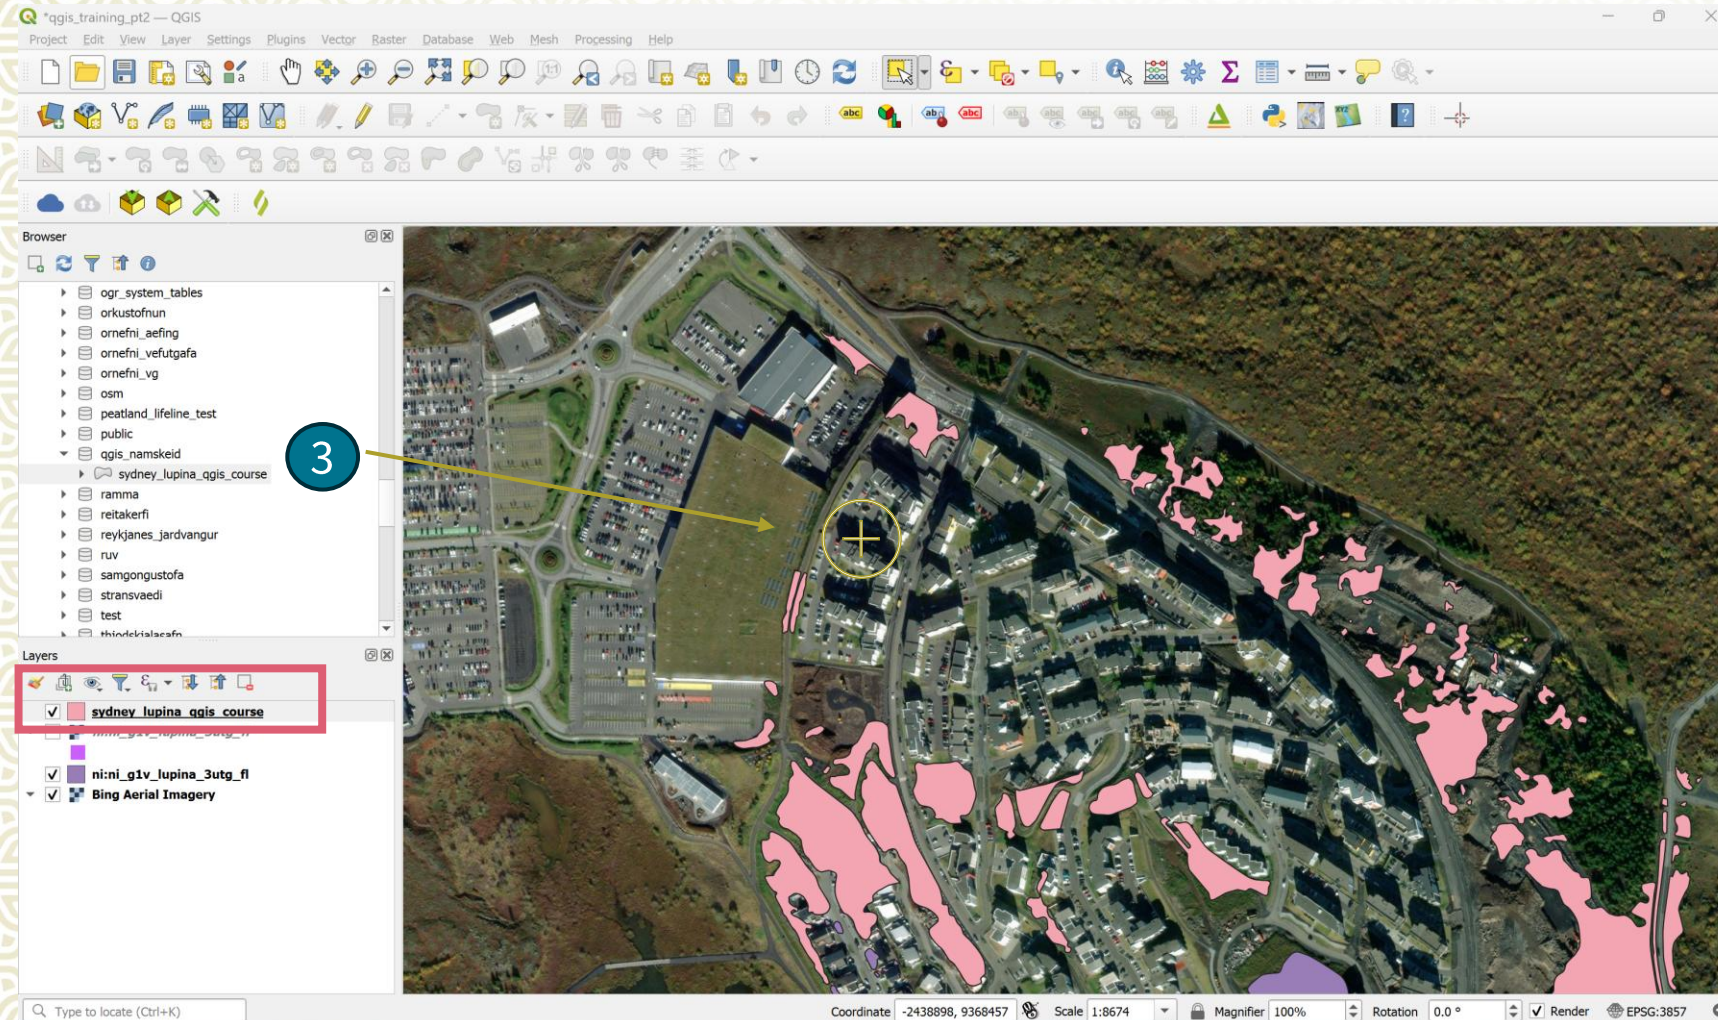 *qgis_training_pt2 — QGIS
Project Edit View Layer Settings Plugins Vector Raster Database Web Mesh Processing Help
Browser
ogr_system_tables
orkustofnun
ornefni_aefing
ornefni_vefutgafa
ornefni_vg
osm
peatland_lifeline_test
public
qgis_namskeid
sydney_lupina_qgis_course
ramma
reitakerfi
reykjanes_jardvangur
ruv
samgongustofa
stransvaedi
test
thjodskjalasafn
3
Layers
sydney_lupina_qgis_course
ni:ni_g1v_lupina_3utg_fl
ni:ni_g1v_lupina_3utg_fl
Bing Aerial Imagery
Type to locate (Ctrl+K) Coordinate -2438898, 9368457 Scale 1:8674 Magnifier 100% Rotation 0.0 ° Render EPSG:3857